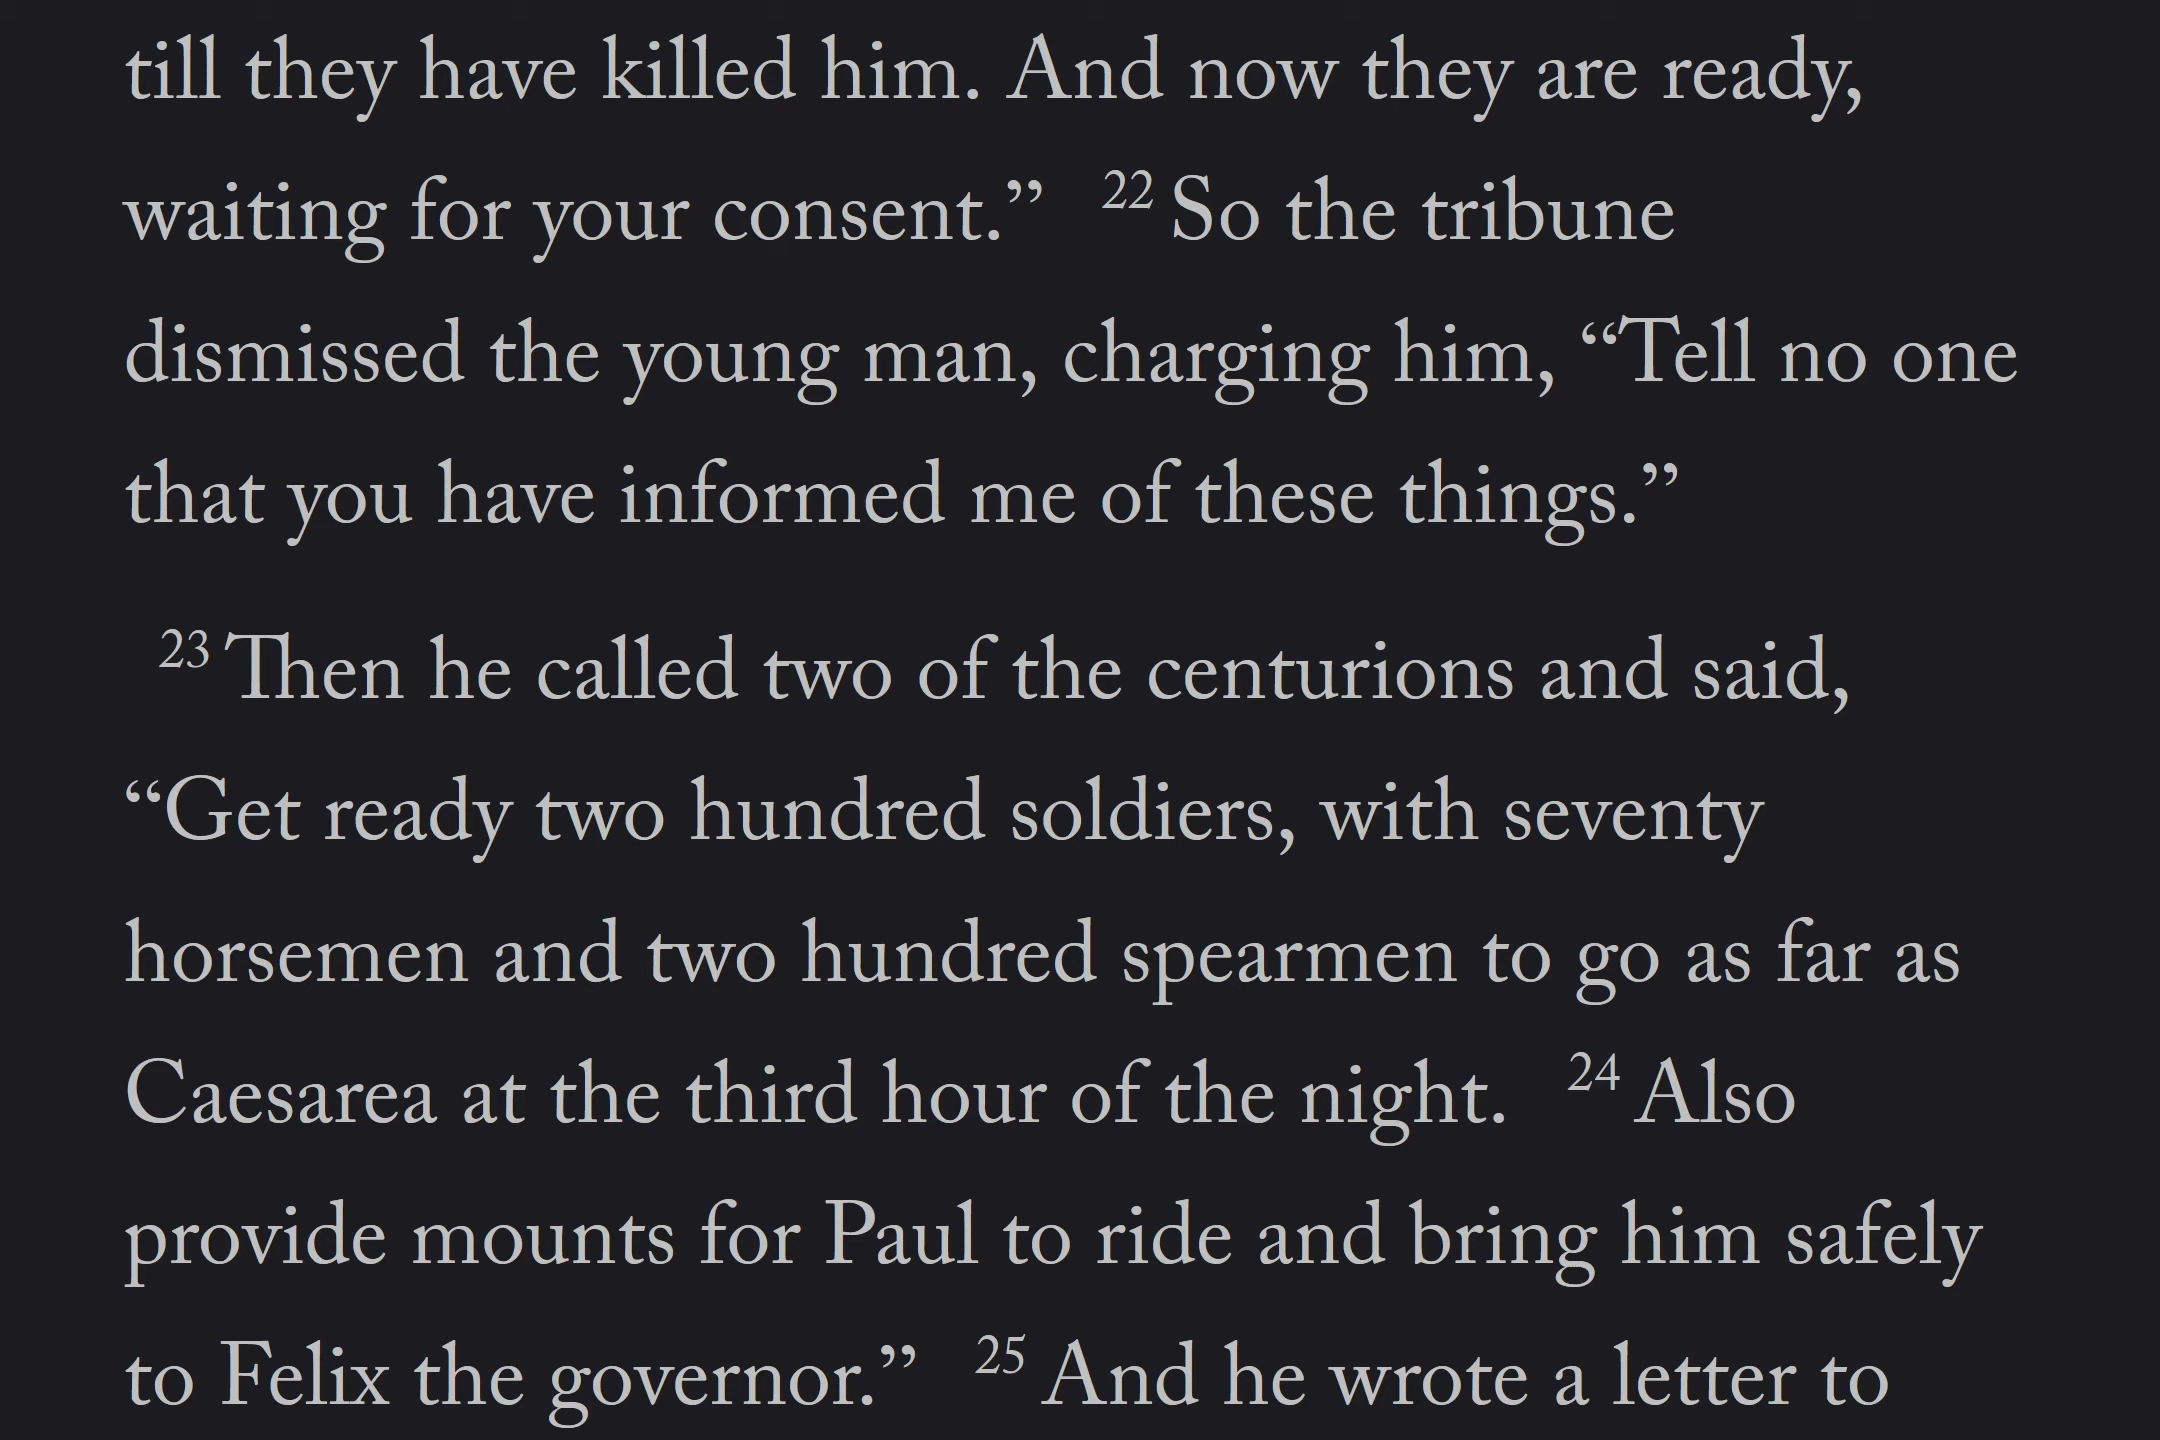 till they have killed him. And now they are ready,
waiting for your consent.” 22 So the tribune
dismissed the young man, charging him, “Tell no one
that you have informed me of these things.”
23 Then he called two of the centurions and said,
“Get ready two hundred soldiers, with seventy
horsemen and two hundred spearmen to go as far as
Caesarea at the third hour of the night. 24 Also
provide mounts for Paul to ride and bring him safely
to Felix the governor.” 25 And he wrote a letter to